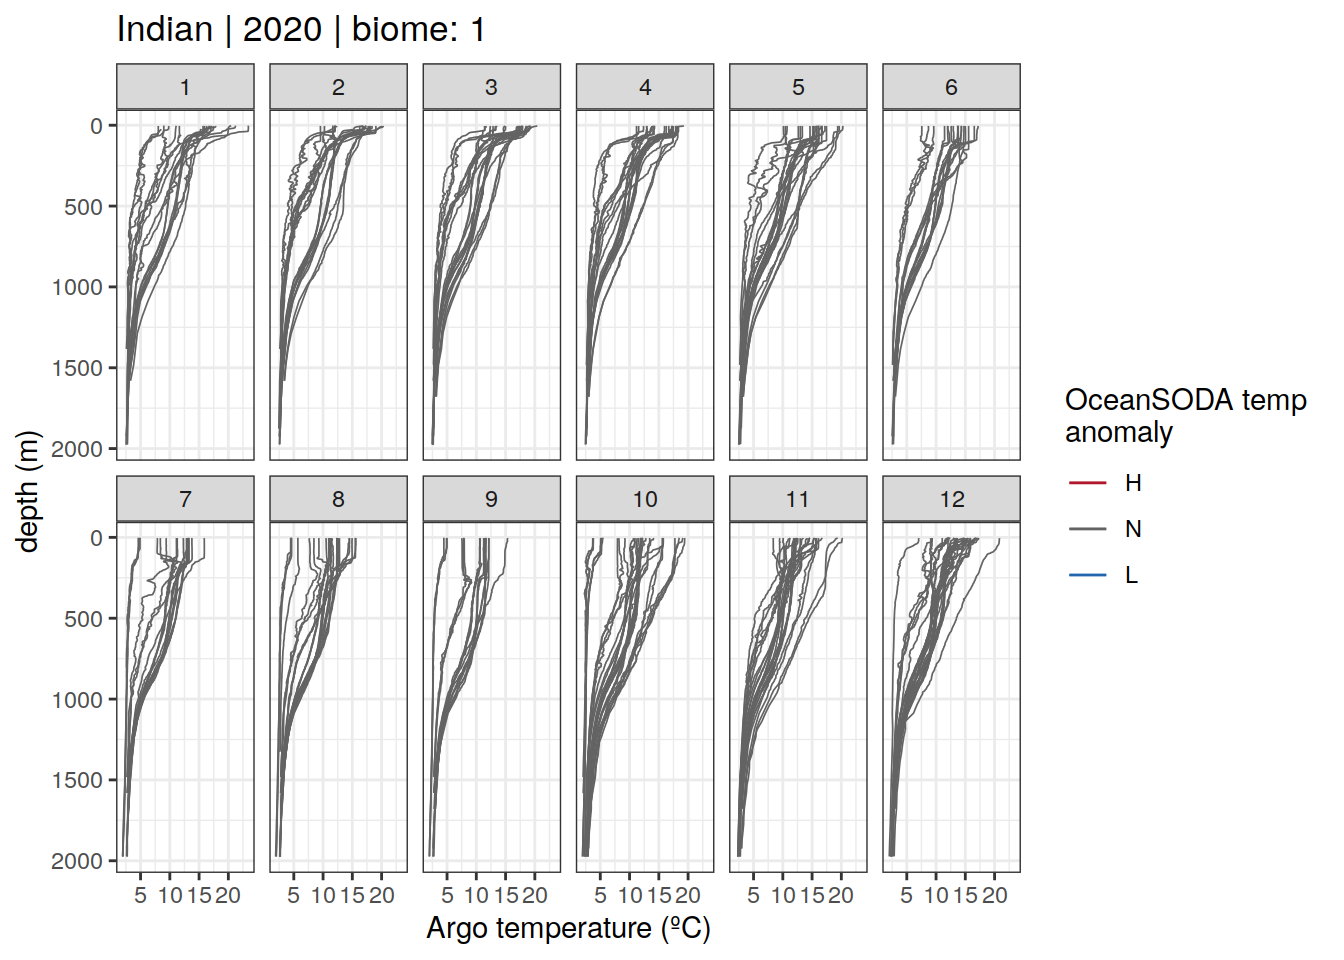 Indian | 2020 | biome: 1
1 2 3 4 5 6
0
500
1000
1500
2000
7 8 9 10 11 12
0
500
1000
1500
2000
5 10 15 20 5 10 15 20 5 10 15 20 5 10 15 20 5 10 15 20 5 10 15 20
Argo temperature (ºC)
depth (m)
OceanSODA temp
anomaly
H
N
L